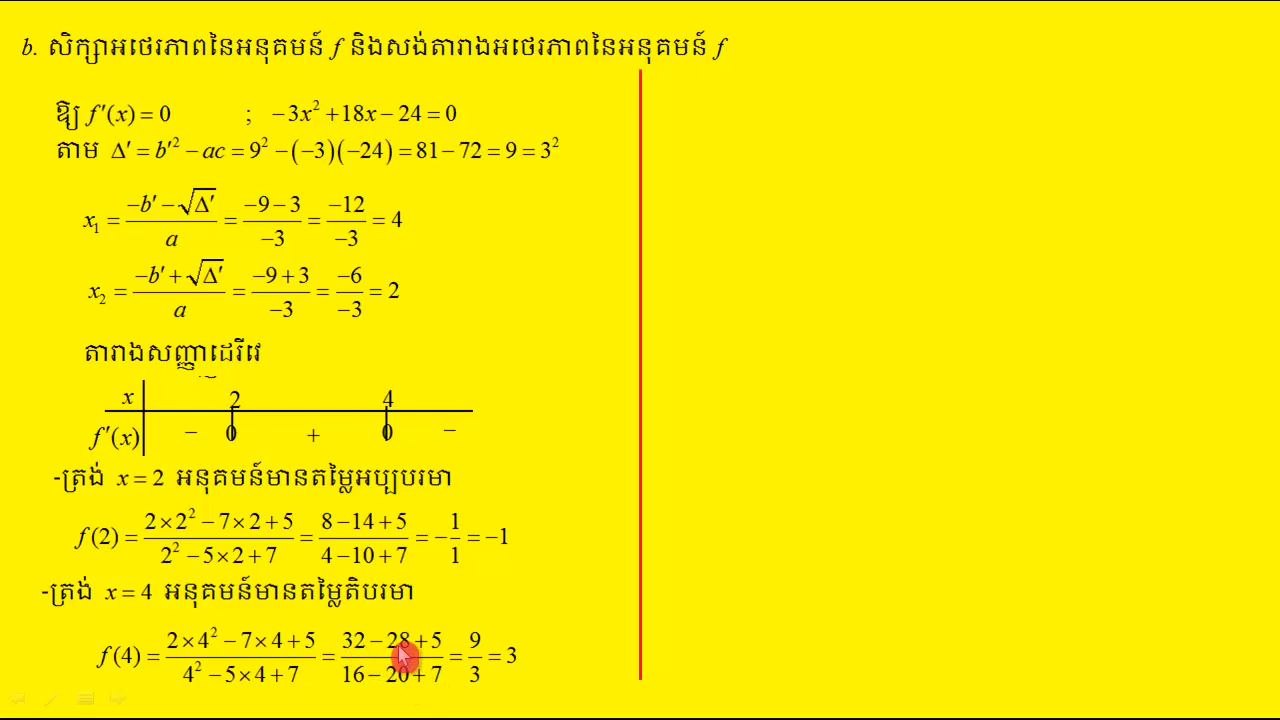 b. សិក្សាអថេរភាពនៃអនុគមន៍ f និងសង់តារាងអថេរភាពនៃអនុគមន៍ f
ឱ្យ f′(x) = 0 ; −3x² + 18x − 24 = 0
តាម Δ′ = b′² − ac = 9² − (−3)(−24) = 81 − 72 = 9 = 3²
x₁ = (−b′ − √Δ′)/a = (−9 − 3)/(−3) = (−12)/(−3) = 4
x₂ = (−b′ + √Δ′)/a = (−9 + 3)/(−3) = (−6)/(−3) = 2
តារាងសញ្ញាដេរីវេ
x 2 4
f′(x) − 0 + 0 −
-ត្រង់ x = 2 អនុគមន៍មានតម្លៃអប្បបរមា
f(2) = (2×2² − 7×2 + 5)/(2² − 5×2 + 7) = (8 − 14 + 5)/(4 − 10 + 7) = −1/1 = −1
-ត្រង់ x = 4 អនុគមន៍មានតម្លៃតិបរមា
f(4) = (2×4² − 7×4 + 5)/(4² − 5×4 + 7) = (32 − 28 + 5)/(16 − 20 + 7) = 9/3 = 3